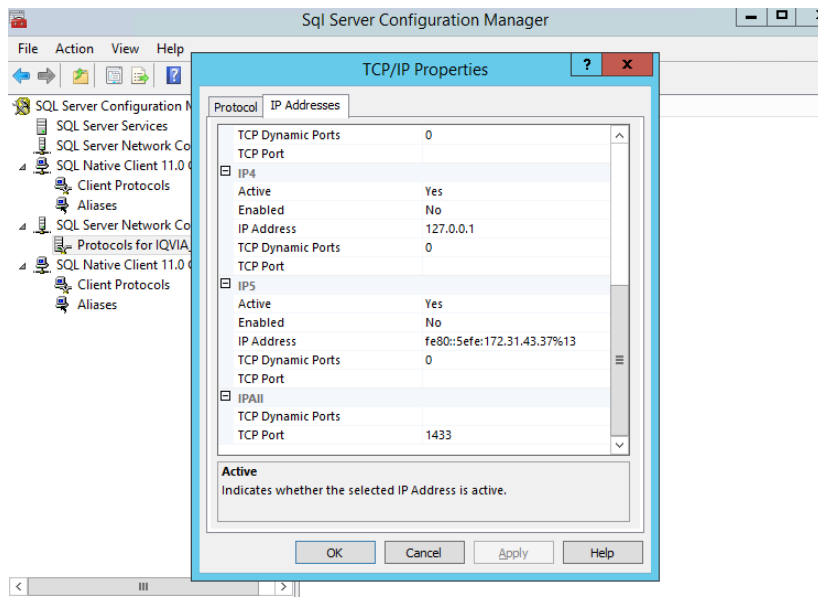 Sql Server Configuration Manager
File Action View Help
TCP/IP Properties
? x
SQL Server Configuration M
SQL Server Services
SQL Server Network Co
SQL Native Client 11.0 C
Client Protocols
Aliases
SQL Server Network Co
Protocols for IQVIA_
SQL Native Client 11.0 C
Client Protocols
Aliases
Protocol IP Addresses
TCP Dynamic Ports 0
TCP Port
IP4
Active Yes
Enabled No
IP Address 127.0.0.1
TCP Dynamic Ports 0
TCP Port
IP5
Active Yes
Enabled No
IP Address fe80::5efe:172.31.43.37%13
TCP Dynamic Ports 0
TCP Port
IPAll
TCP Dynamic Ports
TCP Port 1433
Active
Indicates whether the selected IP Address is active.
OK Cancel Apply Help